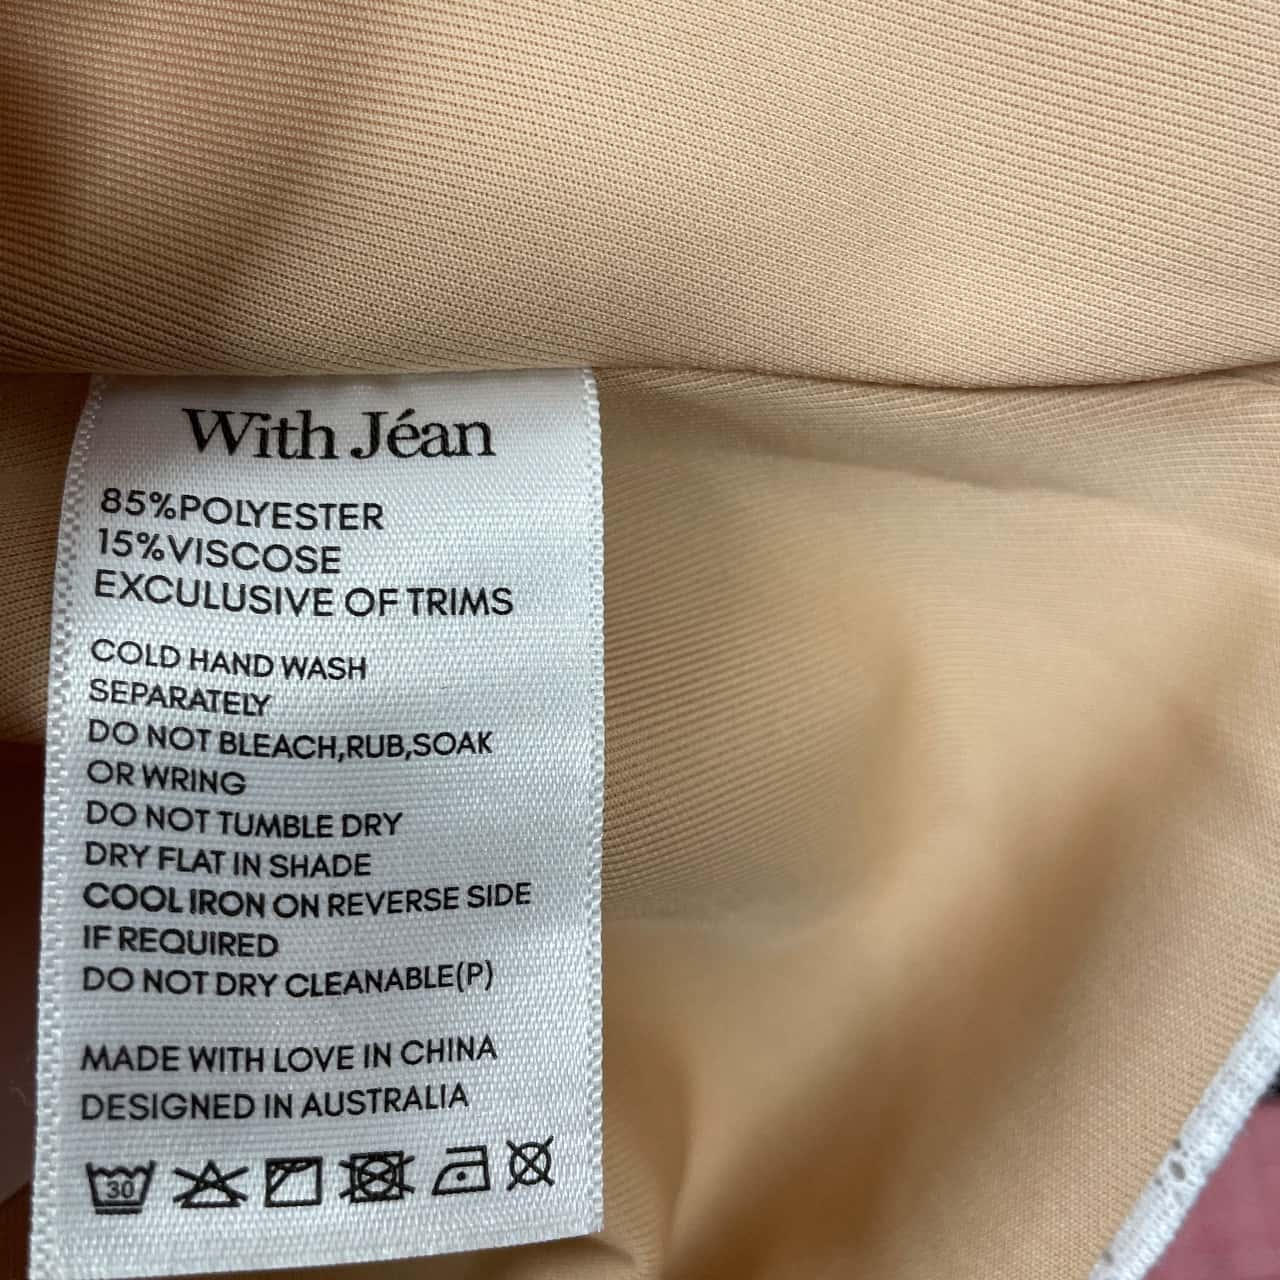 With Jéan
85%POLYESTER
15%VISCOSE
EXCULUSIVE OF TRIMS
COLD HAND WASH
SEPARATELY
DO NOT BLEACH,RUB,SOAK
OR WRING
DO NOT TUMBLE DRY
DRY FLAT IN SHADE
COOL IRON ON REVERSE SIDE
IF REQUIRED
DO NOT DRY CLEANABLE(P)
MADE WITH LOVE IN CHINA
DESIGNED IN AUSTRALIA
30